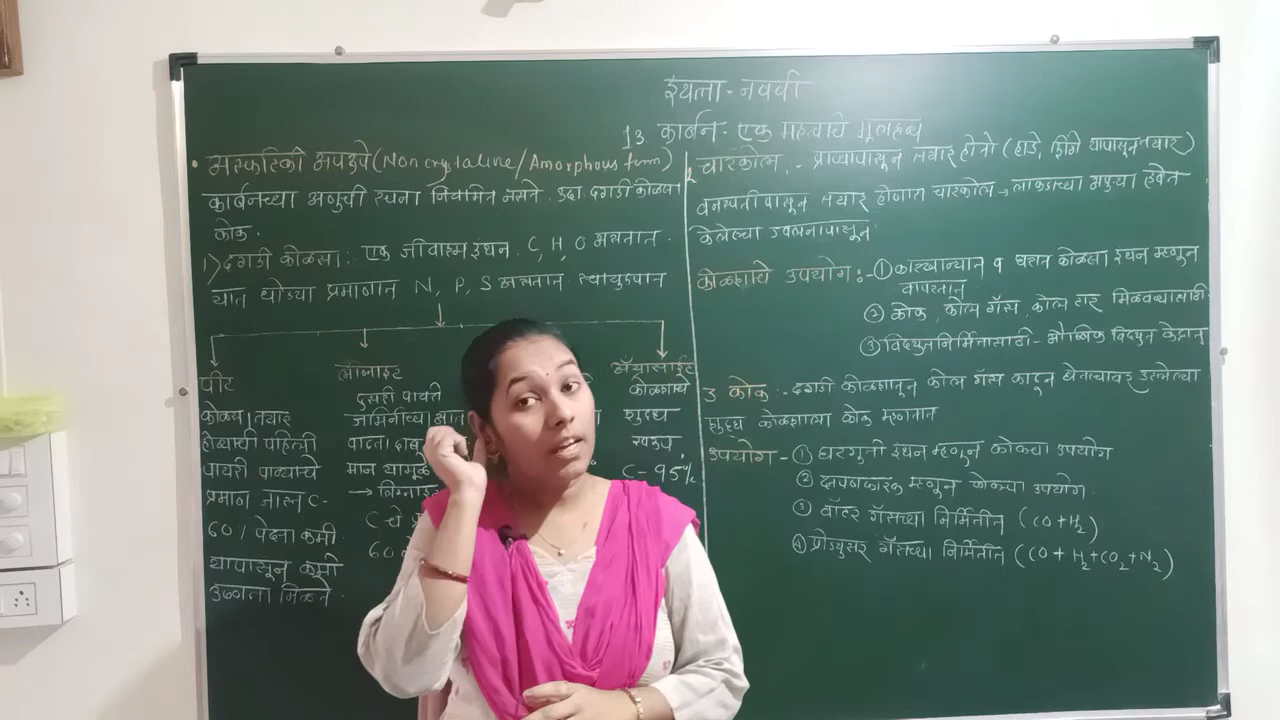 इयत्ता - नववी
13. कार्बन - एक महत्वाचे मूलद्रव्य
• अस्फटिकी अपरूपे (Non crystaline/Amorphous form)
कार्बनच्या अणूंची रचना नियमित नसते. उदा. दगडी कोळसा
कोक.
1) दगडी कोळसा : एक जीवाश्म इंधन. C, H, O असतात.
यात थोड्या प्रमाणात N, P, S असतात.
पीट
कोळसा तयार
होण्याची पहिली
पायरी पाण्याचे
प्रमाण जास्त C-
60% पेक्षा कमी
यापासून कमी
उष्णता मिळते.
लिग्नाइट
दुसरी पायरी
जमिनीच्या
वाढता
मान यामुळे
→
C चे
60
अँथ्रासाईट
कोळशाचे
शुद्ध
स्वरूप
C - 95%
2 चारकोल - प्राण्यापासून तयार होतो (हाडे, शिंगे यापासून तयार)
वनस्पतीपासून तयार होणारा चारकोल → लाकडाच्या अपुऱ्या हवेत
केलेल्या ज्वलनापासून
कोळशाचे उपयोग :- ① कारखान्यात व घरात कोळसा इंधन म्हणून
वापरतात.
② कोक, कोल गॅस, कोल टार मिळवण्यासाठी
③ विद्युतनिर्मितीसाठी - औष्णिक विद्युत केंद्रात
3 कोक :- दगडी कोळशातून कोल गॅस काढून घेतल्यावर उरलेल्या
शुद्ध कोळशाला कोक म्हणतात
उपयोग - ① घरगुती इंधन म्हणून कोकचा उपयोग
② क्षपणकारक म्हणून कोकचा उपयोग.
③ वॉटर गॅसच्या निर्मितीत (CO + H₂)
④ प्रोड्युसर गॅसच्या निर्मितीत (CO + H₂ + CO₂ + N₂)